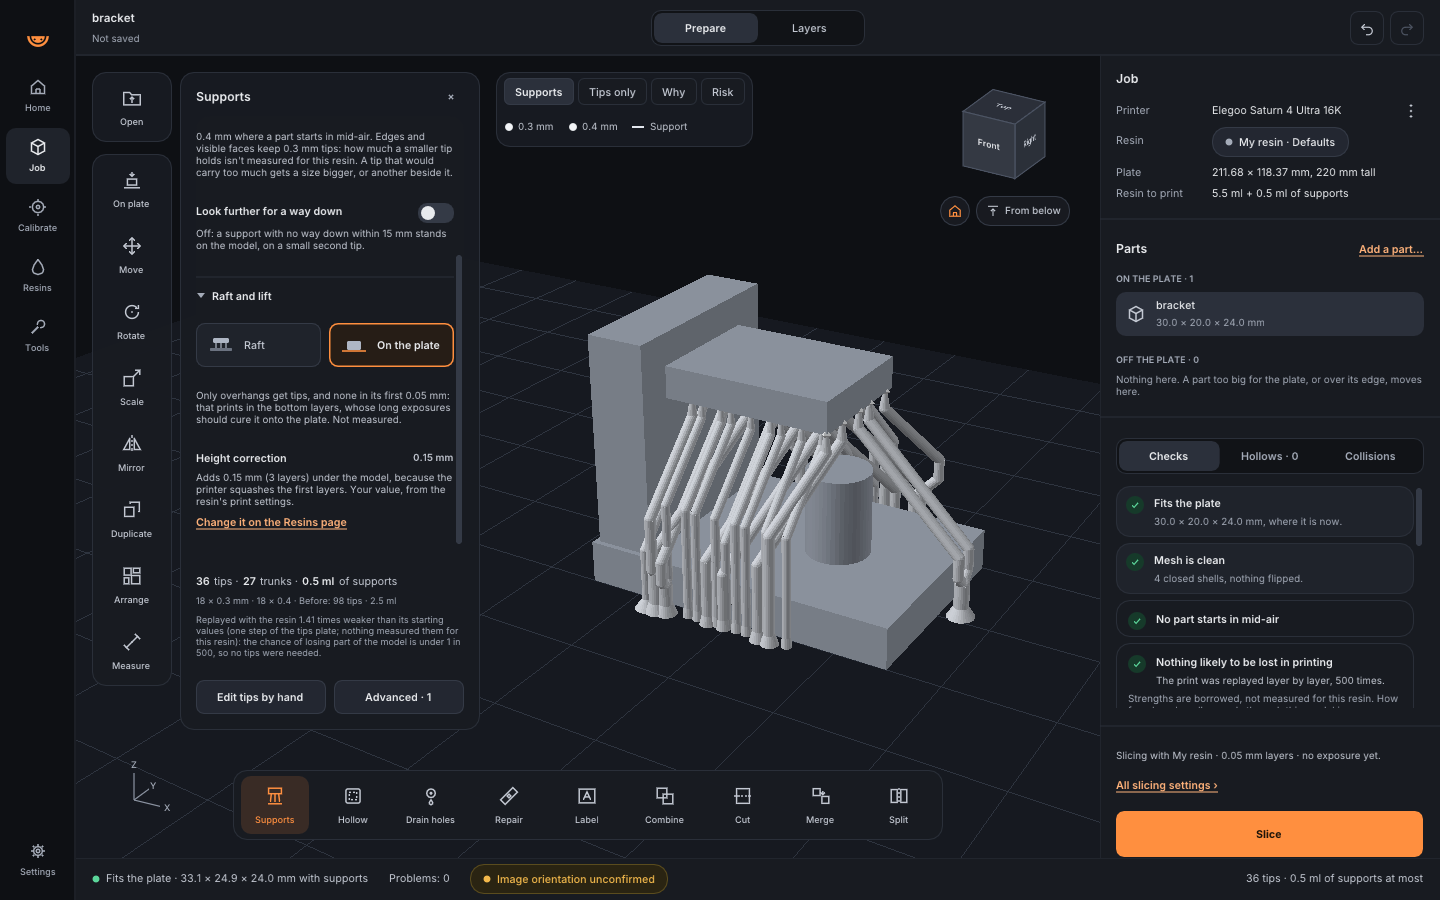 bracket
Not saved
Prepare
Layers
Home
Job
Calibrate
Resins
Tools
Settings
Open
On plate
Move
Rotate
Scale
Mirror
Duplicate
Arrange
Measure
Supports
×
0.4 mm where a part starts in mid-air. Edges and
visible faces keep 0.3 mm tips: how much a smaller tip
holds isn't measured for this resin. A tip that would
carry too much gets a size bigger, or another beside it.
Look further for a way down
Off: a support with no way down within 15 mm stands
on the model, on a small second tip.
Raft and lift
Raft
On the plate
Only overhangs get tips, and none in its first 0.05 mm:
that prints in the bottom layers, whose long exposures
should cure it onto the plate. Not measured.
Height correction
0.15 mm
Adds 0.15 mm (3 layers) under the model, because the
printer squashes the first layers. Your value, from the
resin's print settings.
Change it on the Resins page
36 tips · 27 trunks · 0.5 ml of supports
18 × 0.3 mm · 18 × 0.4 · Before: 98 tips · 2.5 ml
Replayed with the resin 1.41 times weaker than its starting
values (one step of the tips plate; nothing measured them for
this resin): the chance of losing part of the model is under 1 in
500, so no tips were needed.
Edit tips by hand
Advanced · 1
Supports
Tips only
Why
Risk
0.3 mm
0.4 mm
Support
Top
Front
Right
From below
Z
Y
X
Supports
Hollow
Drain holes
Repair
Label
Combine
Cut
Merge
Split
Job
Printer
Elegoo Saturn 4 Ultra 16K
Resin
My resin · Defaults
Plate
211.68 × 118.37 mm, 220 mm tall
Resin to print
5.5 ml + 0.5 ml of supports
Parts
Add a part...
ON THE PLATE · 1
bracket
30.0 × 20.0 × 24.0 mm
OFF THE PLATE · 0
Nothing here. A part too big for the plate, or over its edge, moves
here.
Checks
Hollows · 0
Collisions
Fits the plate
30.0 × 20.0 × 24.0 mm, where it is now.
Mesh is clean
4 closed shells, nothing flipped.
No part starts in mid-air
Nothing likely to be lost in printing
The print was replayed layer by layer, 500 times.
Strengths are borrowed, not measured for this resin. How
Slicing with My resin · 0.05 mm layers · no exposure yet.
All slicing settings ›
Slice
Fits the plate · 33.1 × 24.9 × 24.0 mm with supports
Problems: 0
Image orientation unconfirmed
36 tips · 0.5 ml of supports at most